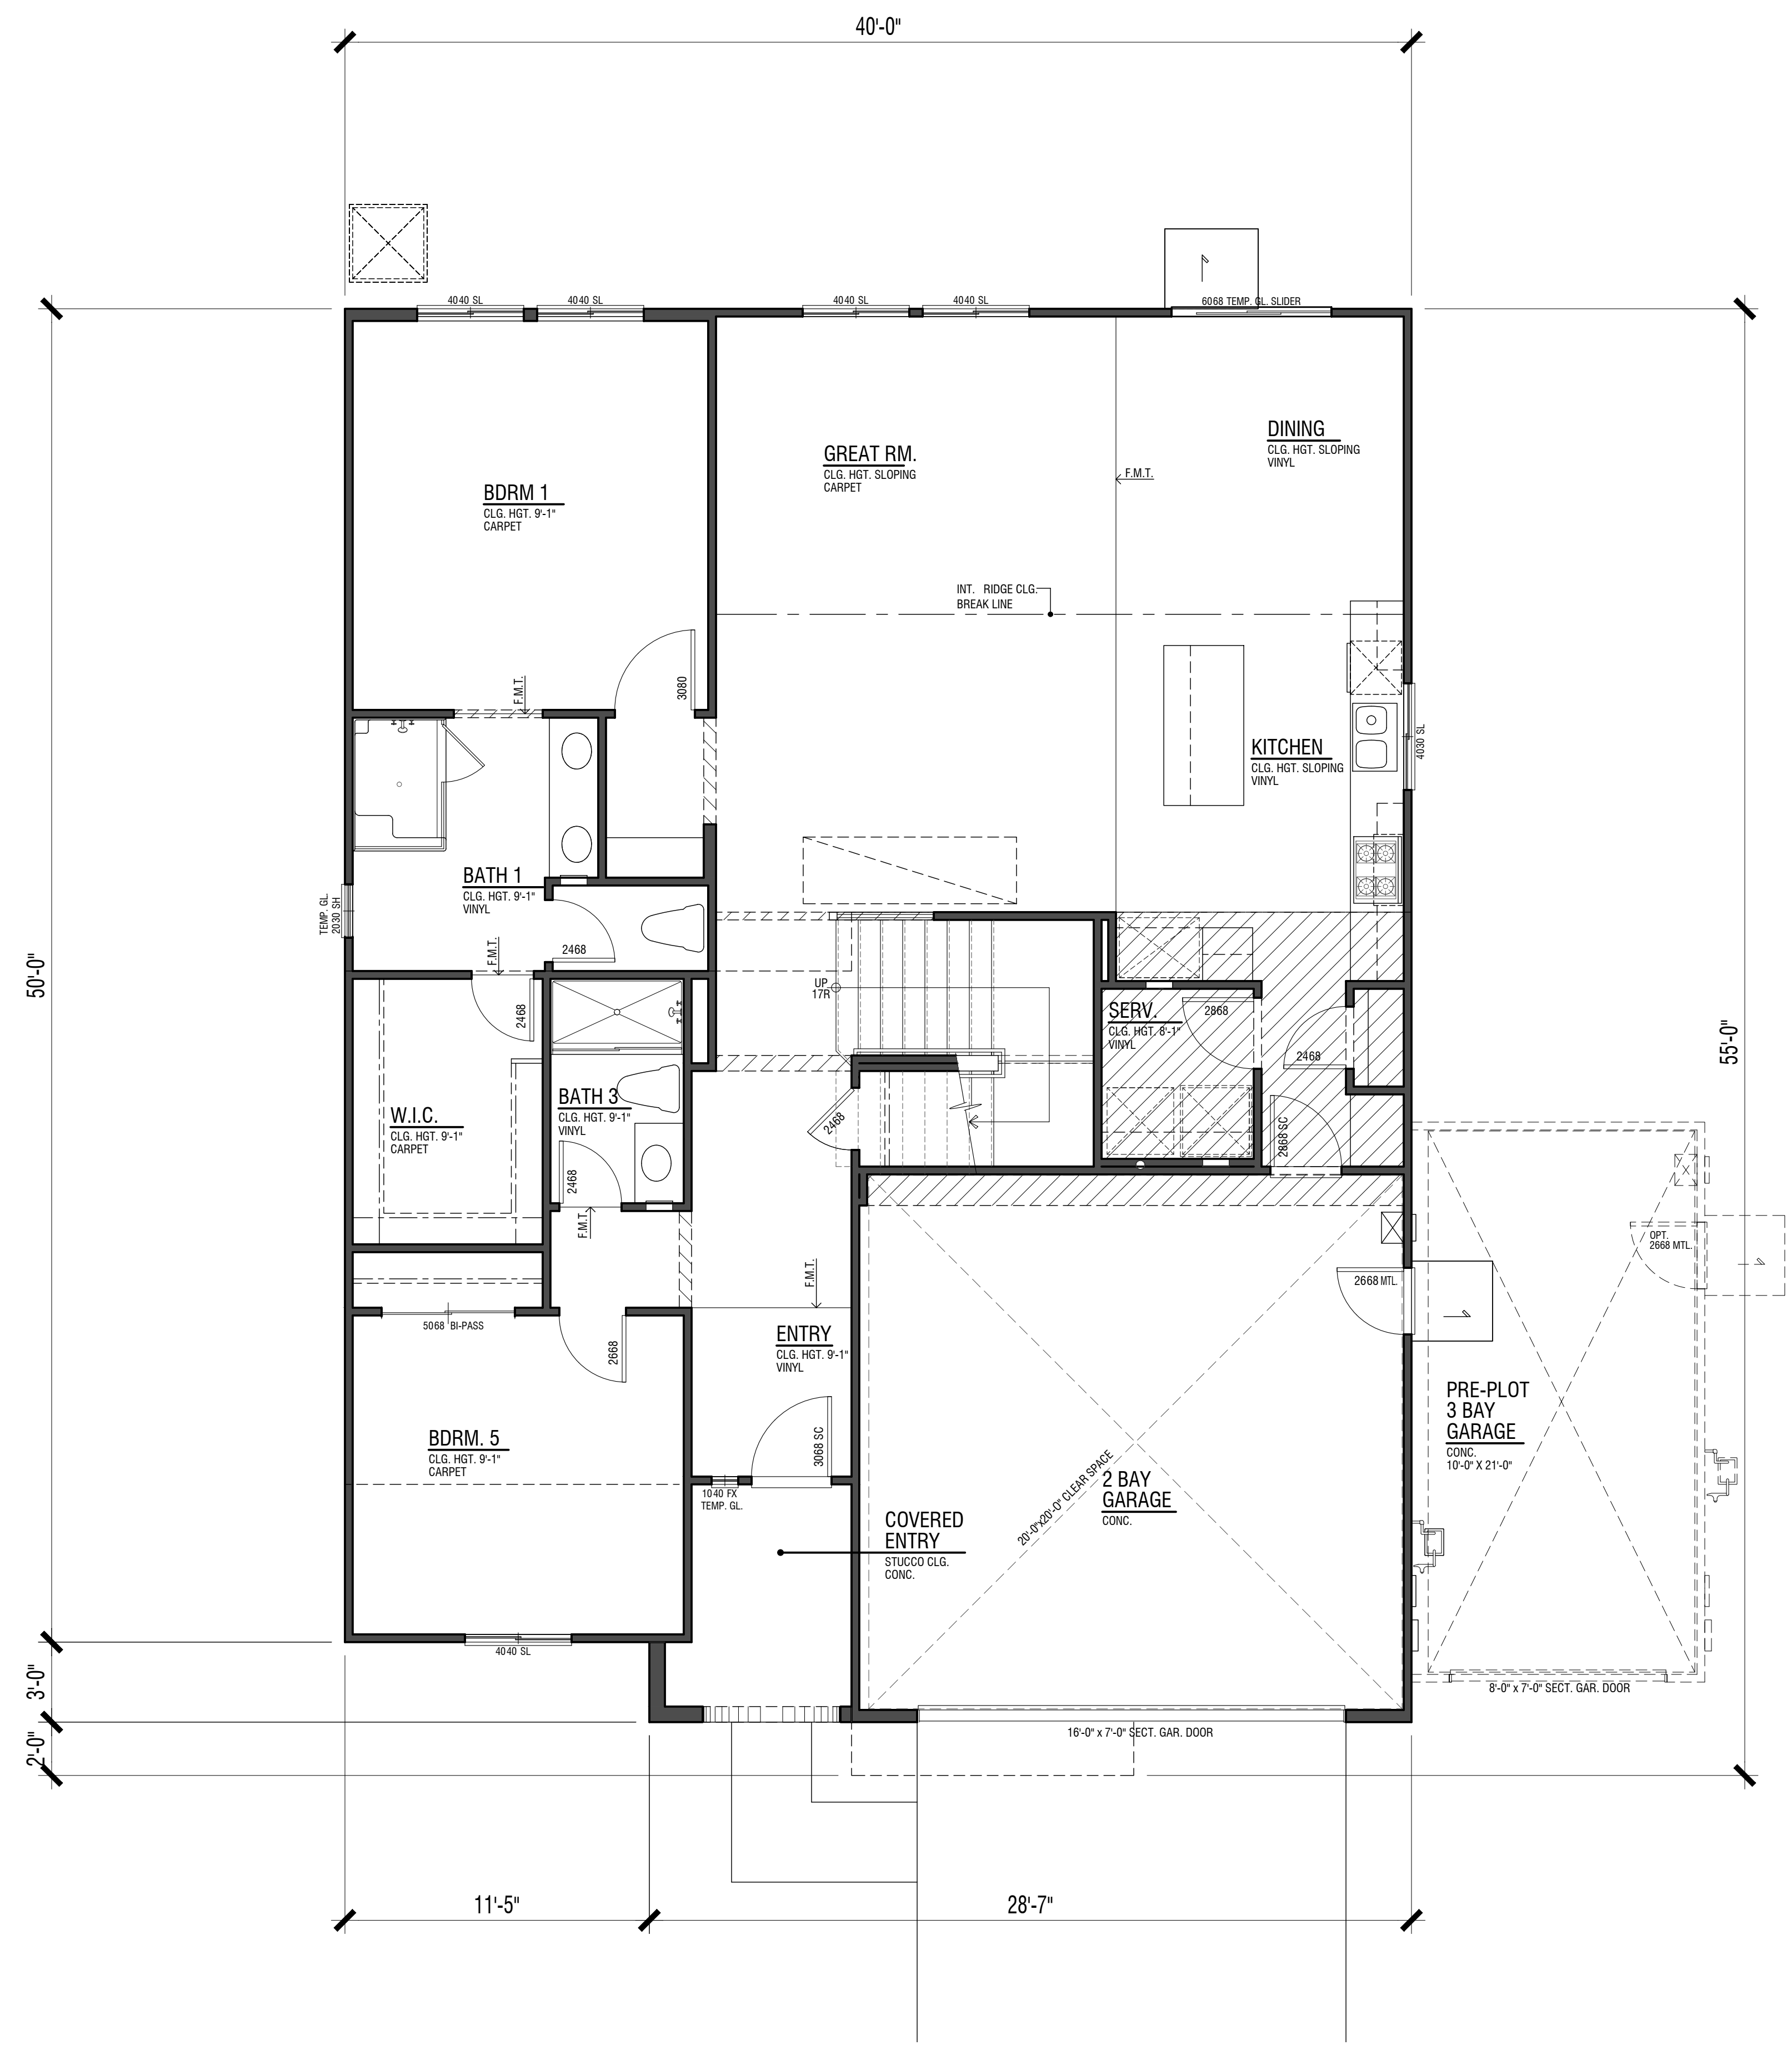 40'-0"
4040 SL
4040 SL
4040 SL
4040 SL
6068 TEMP. GL. SLIDER
DINING
CLG. HGT. SLOPING
VINYL
GREAT RM.
CLG. HGT. SLOPING
CARPET
F.M.T.
BDRM 1
CLG. HGT. 9'-1"
CARPET
INT. RIDGE CLG.
BREAK LINE
F.M.T.
3080
KITCHEN
CLG. HGT. SLOPING
VINYL
4030 SL
BATH 1
CLG. HGT. 9'-1"
VINYL
TEMP. GL.
2030 SH
F.M.T.
2468
50'-0"
55'-0"
UP
17R
SERV.
CLG. HGT. 8'-1"
VINYL
2868
2468
2468
BATH 3
CLG. HGT. 9'-1"
VINYL
W.I.C.
CLG. HGT. 9'-1"
CARPET
2468
2868 SC
2468
F.M.T.
OPT.
2668 MTL.
F.M.T.
2668 MTL.
5068 BI-PASS
2668
ENTRY
CLG. HGT. 9'-1"
VINYL
PRE-PLOT
3 BAY
GARAGE
CONC.
10'-0" X 21'-0"
BDRM. 5
CLG. HGT. 9'-1"
CARPET
3068 SC
1040 FX
TEMP. GL.
20'-0"x20'-0" CLEAR SPACE
2 BAY
GARAGE
CONC.
COVERED
ENTRY
STUCCO CLG.
CONC.
4040 SL
3'-0"
8'-0" x 7'-0" SECT. GAR. DOOR
16'-0" x 7'-0" SECT. GAR. DOOR
2'-0"
11'-5"
28'-7"